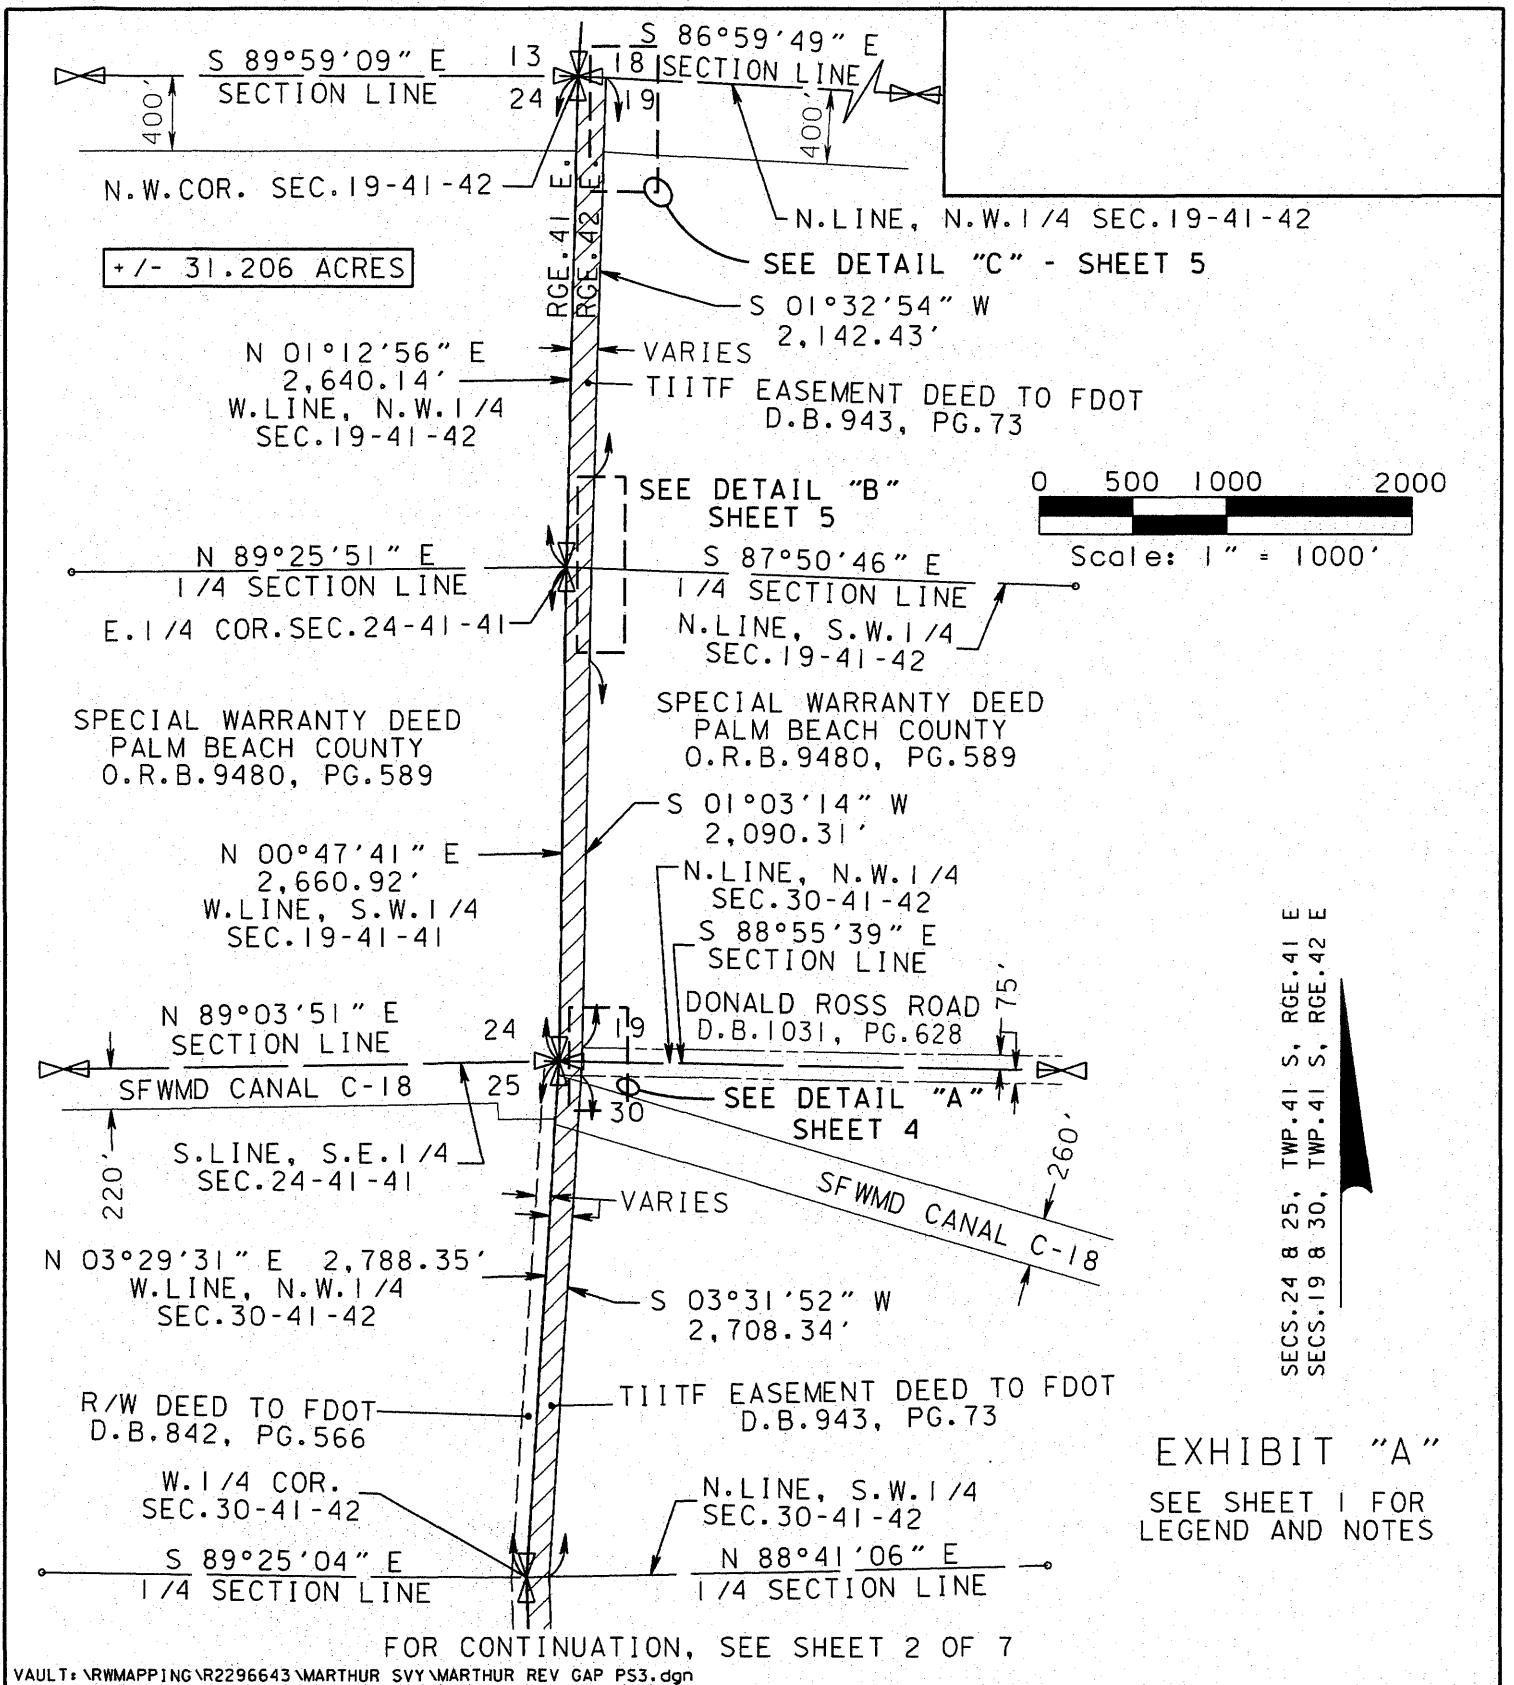 S 89°59'09" E
SECTION LINE
13
18
24
19
S 86°59'49" E
SECTION LINE
400'
400'
N.W.COR. SEC.19-41-42
RGE.41 E.
RGE.42 E.
N.LINE, N.W.1/4 SEC.19-41-42
+/- 31.206 ACRES
SEE DETAIL "C" - SHEET 5
S 01°32'54" W
2,142.43'
N 01°12'56" E
2,640.14'
W.LINE, N.W.1/4
SEC.19-41-42
VARIES
TIITF EASEMENT DEED TO FDOT
D.B.943, PG.73
SEE DETAIL "B"
SHEET 5
0 500 1000 2000
Scale: 1" = 1000'
N 89°25'51" E
1/4 SECTION LINE
S 87°50'46" E
1/4 SECTION LINE
E.1/4 COR.SEC.24-41-41
N.LINE, S.W.1/4
SEC.19-41-42
SPECIAL WARRANTY DEED
PALM BEACH COUNTY
O.R.B.9480, PG.589
SPECIAL WARRANTY DEED
PALM BEACH COUNTY
O.R.B.9480, PG.589
S 01°03'14" W
2,090.31'
N 00°47'41" E
2,660.92'
W.LINE, S.W.1/4
SEC.19-41-41
N.LINE, N.W.1/4
SEC.30-41-42
S 88°55'39" E
SECTION LINE
75'
N 89°03'51" E
SECTION LINE
24
19
DONALD ROSS ROAD
D.B.1031, PG.628
SFWMD CANAL C-18
25
30
SEE DETAIL "A"
SHEET 4
220'
S.LINE, S.E.1/4
SEC.24-41-41
VARIES
260'
SFWMD CANAL C-18
N 03°29'31" E 2,788.35'
W.LINE, N.W.1/4
SEC.30-41-42
S 03°31'52" W
2,708.34'
SECS.24 & 25, TWP.41 S, RGE.41 E
SECS.19 & 30, TWP.41 S, RGE.42 E
R/W DEED TO FDOT
D.B.842, PG.566
TIITF EASEMENT DEED TO FDOT
D.B.943, PG.73
EXHIBIT "A"
SEE SHEET 1 FOR
LEGEND AND NOTES
W.1/4 COR.
SEC.30-41-42
N.LINE, S.W.1/4
SEC.30-41-42
S 89°25'04" E
1/4 SECTION LINE
N 88°41'06" E
1/4 SECTION LINE
FOR CONTINUATION, SEE SHEET 2 OF 7
VAULT:\RWMAPPING\R2296643\MARTHUR SVY\MARTHUR REV GAP PS3.dgn